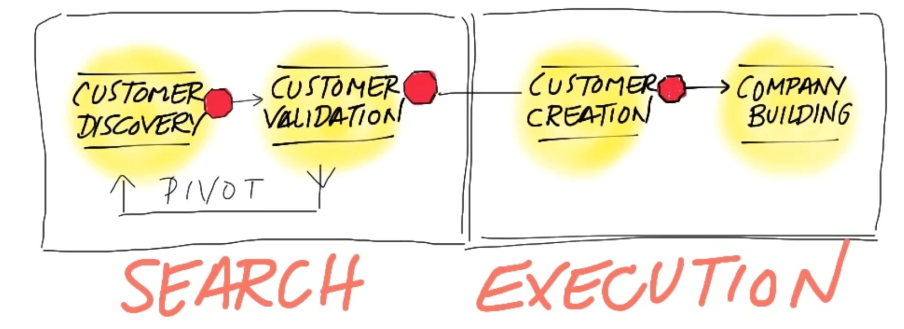 CUSTOMER
DISCOVERY
CUSTOMER
VALIDATION
CUSTOMER
CREATION
COMPANY
BUILDING
PIVOT
SEARCH
EXECUTION